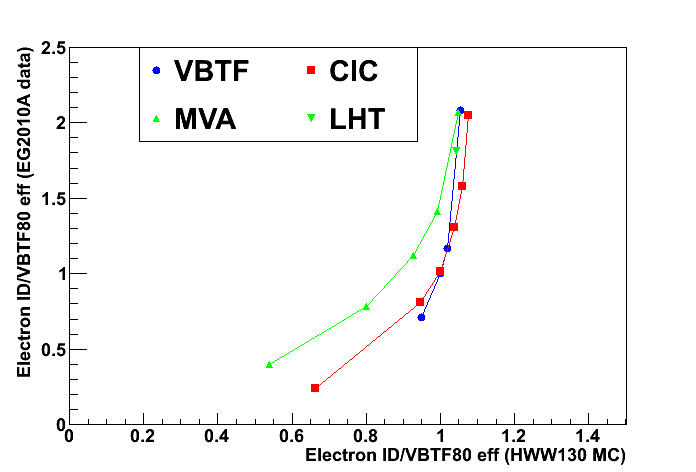 Electron ID/VBTF80 eff (EG2010A data)
2.5
2
1.5
1
0.5
0
VBTF
CIC
MVA
LHT
0
0.2
0.4
0.6
0.8
1
1.2
1.4
Electron ID/VBTF80 eff (HWW130 MC)